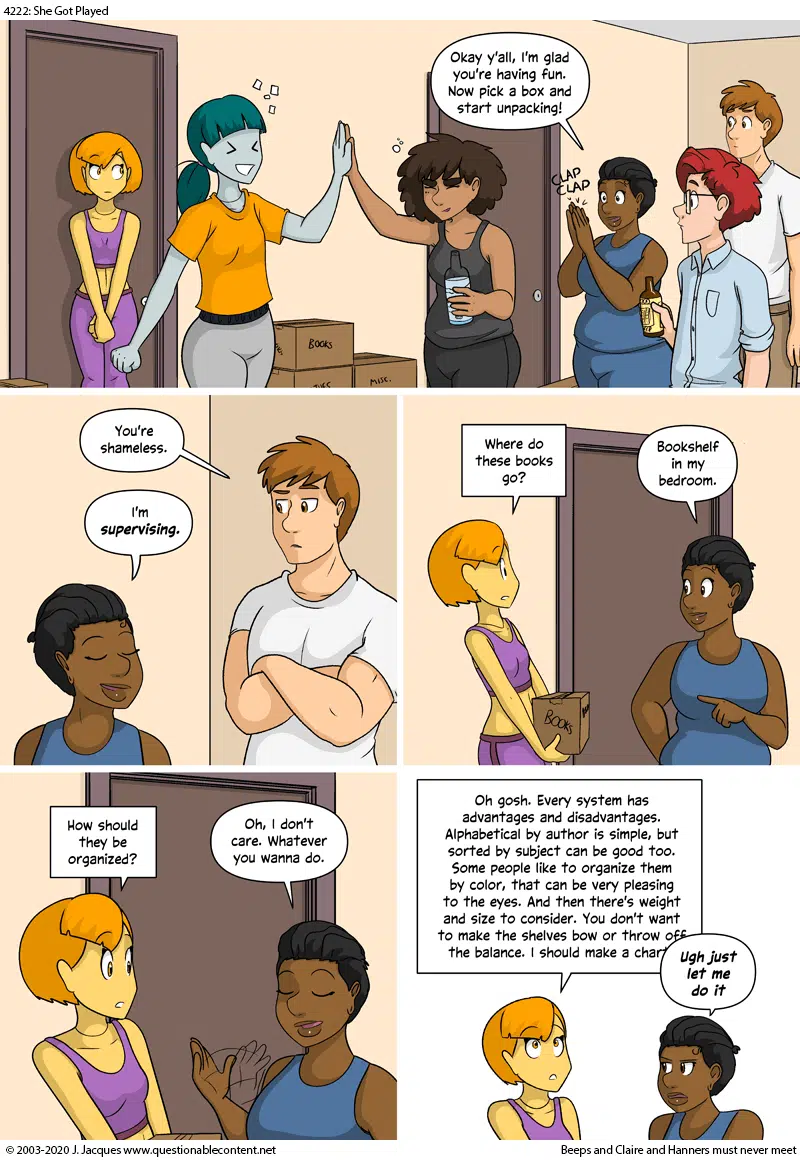 4222: She Got Played
Okay y'all, I'm glad
you're having fun.
Now pick a box and
start unpacking!
CLAP
CLAP
BOOKS
MISC.
You're
shameless.
I'm
supervising.
Where do
these books
go?
Bookshelf
in my
bedroom.
BOOKS
How should
they be
organized?
Oh, I don't
care. Whatever
you wanna do.
Oh gosh. Every system has
advantages and disadvantages.
Alphabetical by author is simple, but
sorted by subject can be good too.
Some people like to organize them
by color, that can be very pleasing
to the eyes. And then there's weight
and size to consider. You don't want
to make the shelves bow or throw off
the balance. I should make a chart
Ugh just
let me
do it
© 2003-2020 J. Jacques www.questionablecontent.net
Beeps and Claire and Hanners must never meet